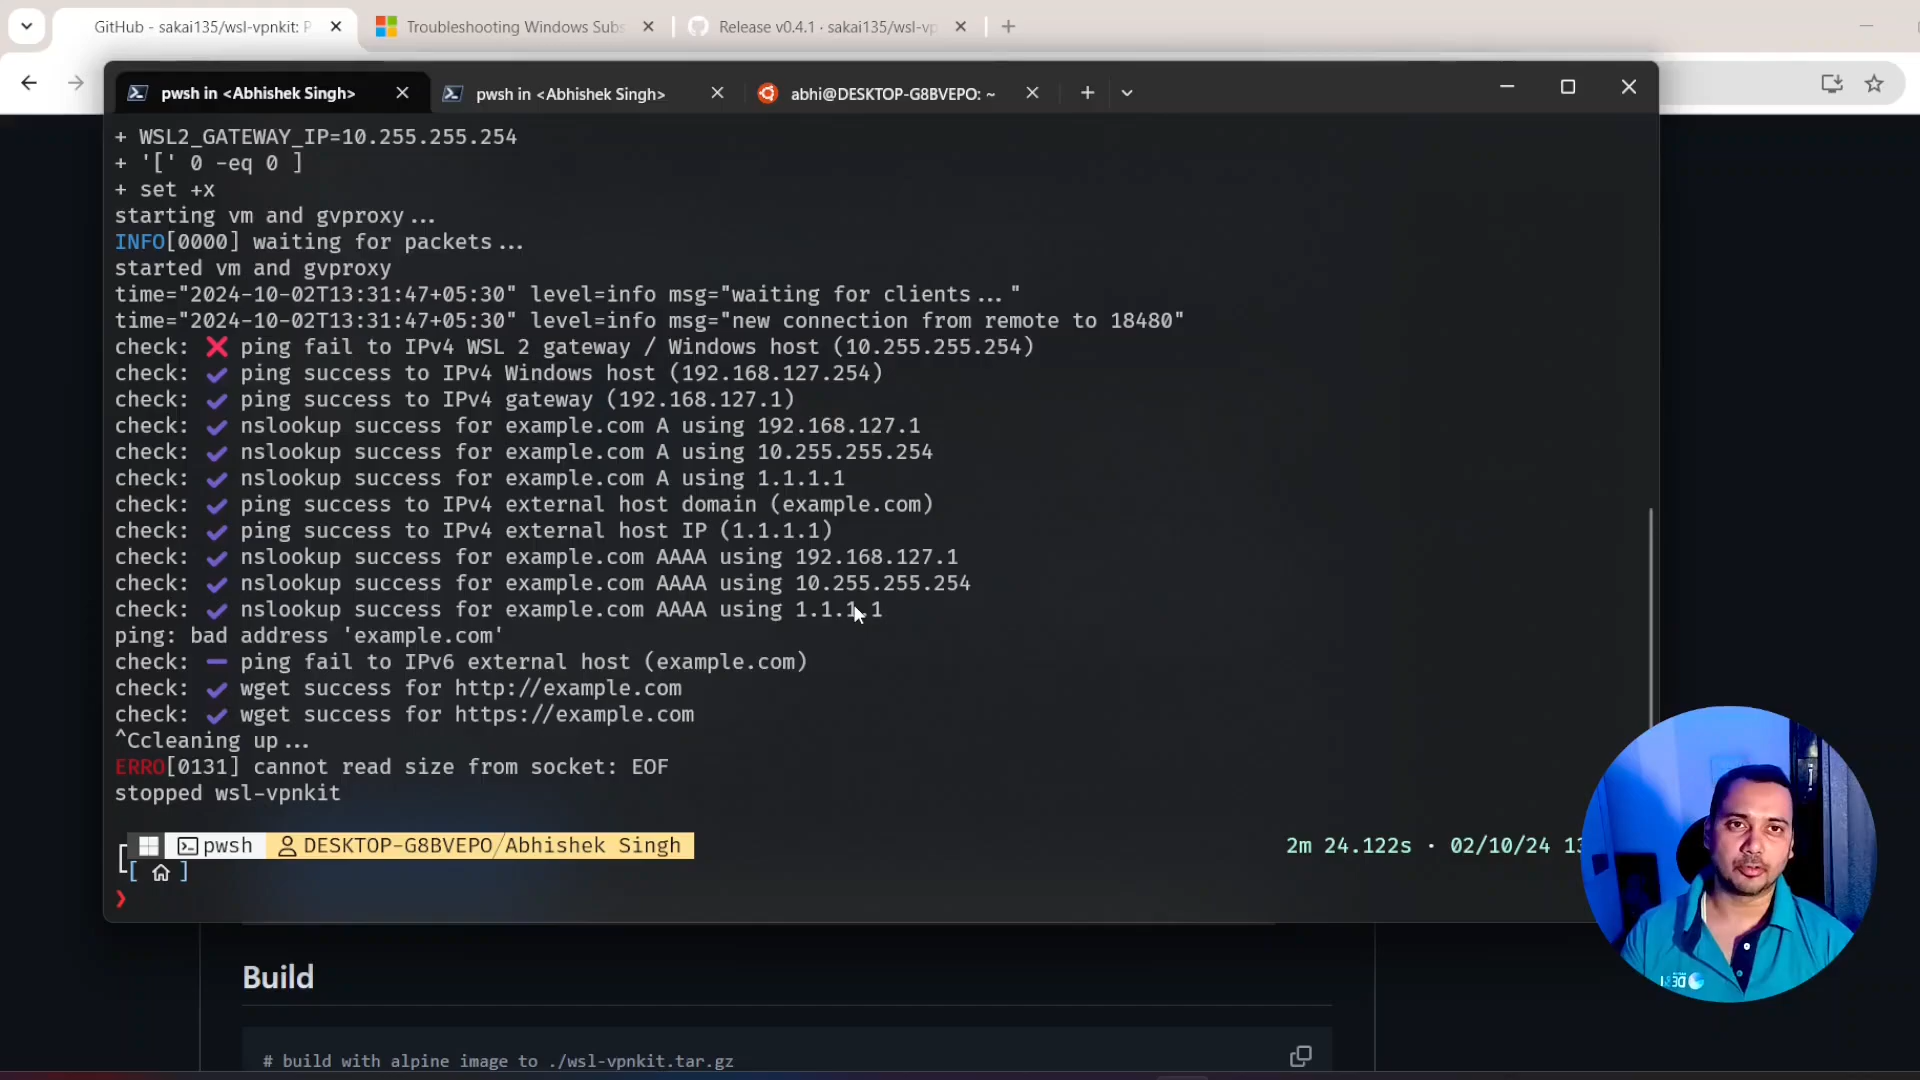 GitHub - sakai135/wsl-vpnkit: P
Troubleshooting Windows Subs
Release v0.4.1 · sakai135/wsl-vp
pwsh in <Abhishek Singh>
pwsh in <Abhishek Singh>
abhi@DESKTOP-G8BVEPO: ~
+ WSL2_GATEWAY_IP=10.255.255.254
+ '[' 0 -eq 0 ]
+ set +x
starting vm and gvproxy...
INFO[0000] waiting for packets...
started vm and gvproxy
time="2024-10-02T13:31:47+05:30" level=info msg="waiting for clients..."
time="2024-10-02T13:31:47+05:30" level=info msg="new connection from remote to 18480"
check: ❌ ping fail to IPv4 WSL 2 gateway / Windows host (10.255.255.254)
check: ✔ ping success to IPv4 Windows host (192.168.127.254)
check: ✔ ping success to IPv4 gateway (192.168.127.1)
check: ✔ nslookup success for example.com A using 192.168.127.1
check: ✔ nslookup success for example.com A using 10.255.255.254
check: ✔ nslookup success for example.com A using 1.1.1.1
check: ✔ ping success to IPv4 external host domain (example.com)
check: ✔ ping success to IPv4 external host IP (1.1.1.1)
check: ✔ nslookup success for example.com AAAA using 192.168.127.1
check: ✔ nslookup success for example.com AAAA using 10.255.255.254
check: ✔ nslookup success for example.com AAAA using 1.1.1.1
ping: bad address 'example.com'
check: ➖ ping fail to IPv6 external host (example.com)
check: ✔ wget success for http://example.com
check: ✔ wget success for https://example.com
^Ccleaning up...
ERRO[0131] cannot read size from socket: EOF
stopped wsl-vpnkit
pwsh DESKTOP-G8BVEPO/Abhishek Singh 2m 24.122s · 02/10/24
[ ]
❯
Build
# build with alpine image to ./wsl-vpnkit.tar.gz